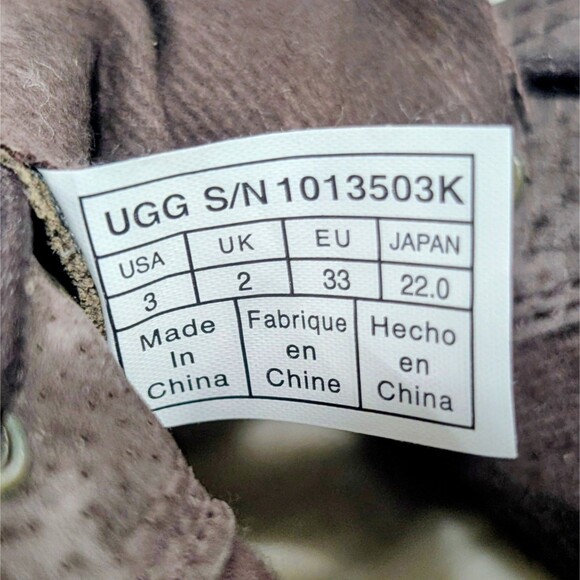 UGG S/N 1013503K
USA UK EU JAPAN
3 2 33 22.0
Made In China
Fabrique en Chine
Hecho en China